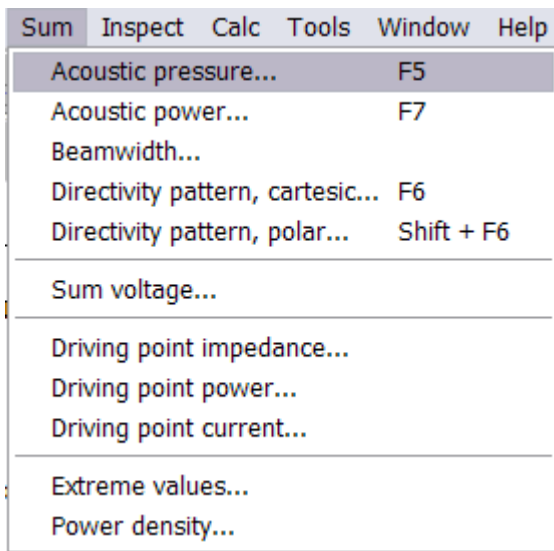 Sum Inspect Calc Tools Window Help
Acoustic pressure... F5
Acoustic power... F7
Beamwidth...
Directivity pattern, cartesic... F6
Directivity pattern, polar... Shift + F6
Sum voltage...
Driving point impedance...
Driving point power...
Driving point current...
Extreme values...
Power density...